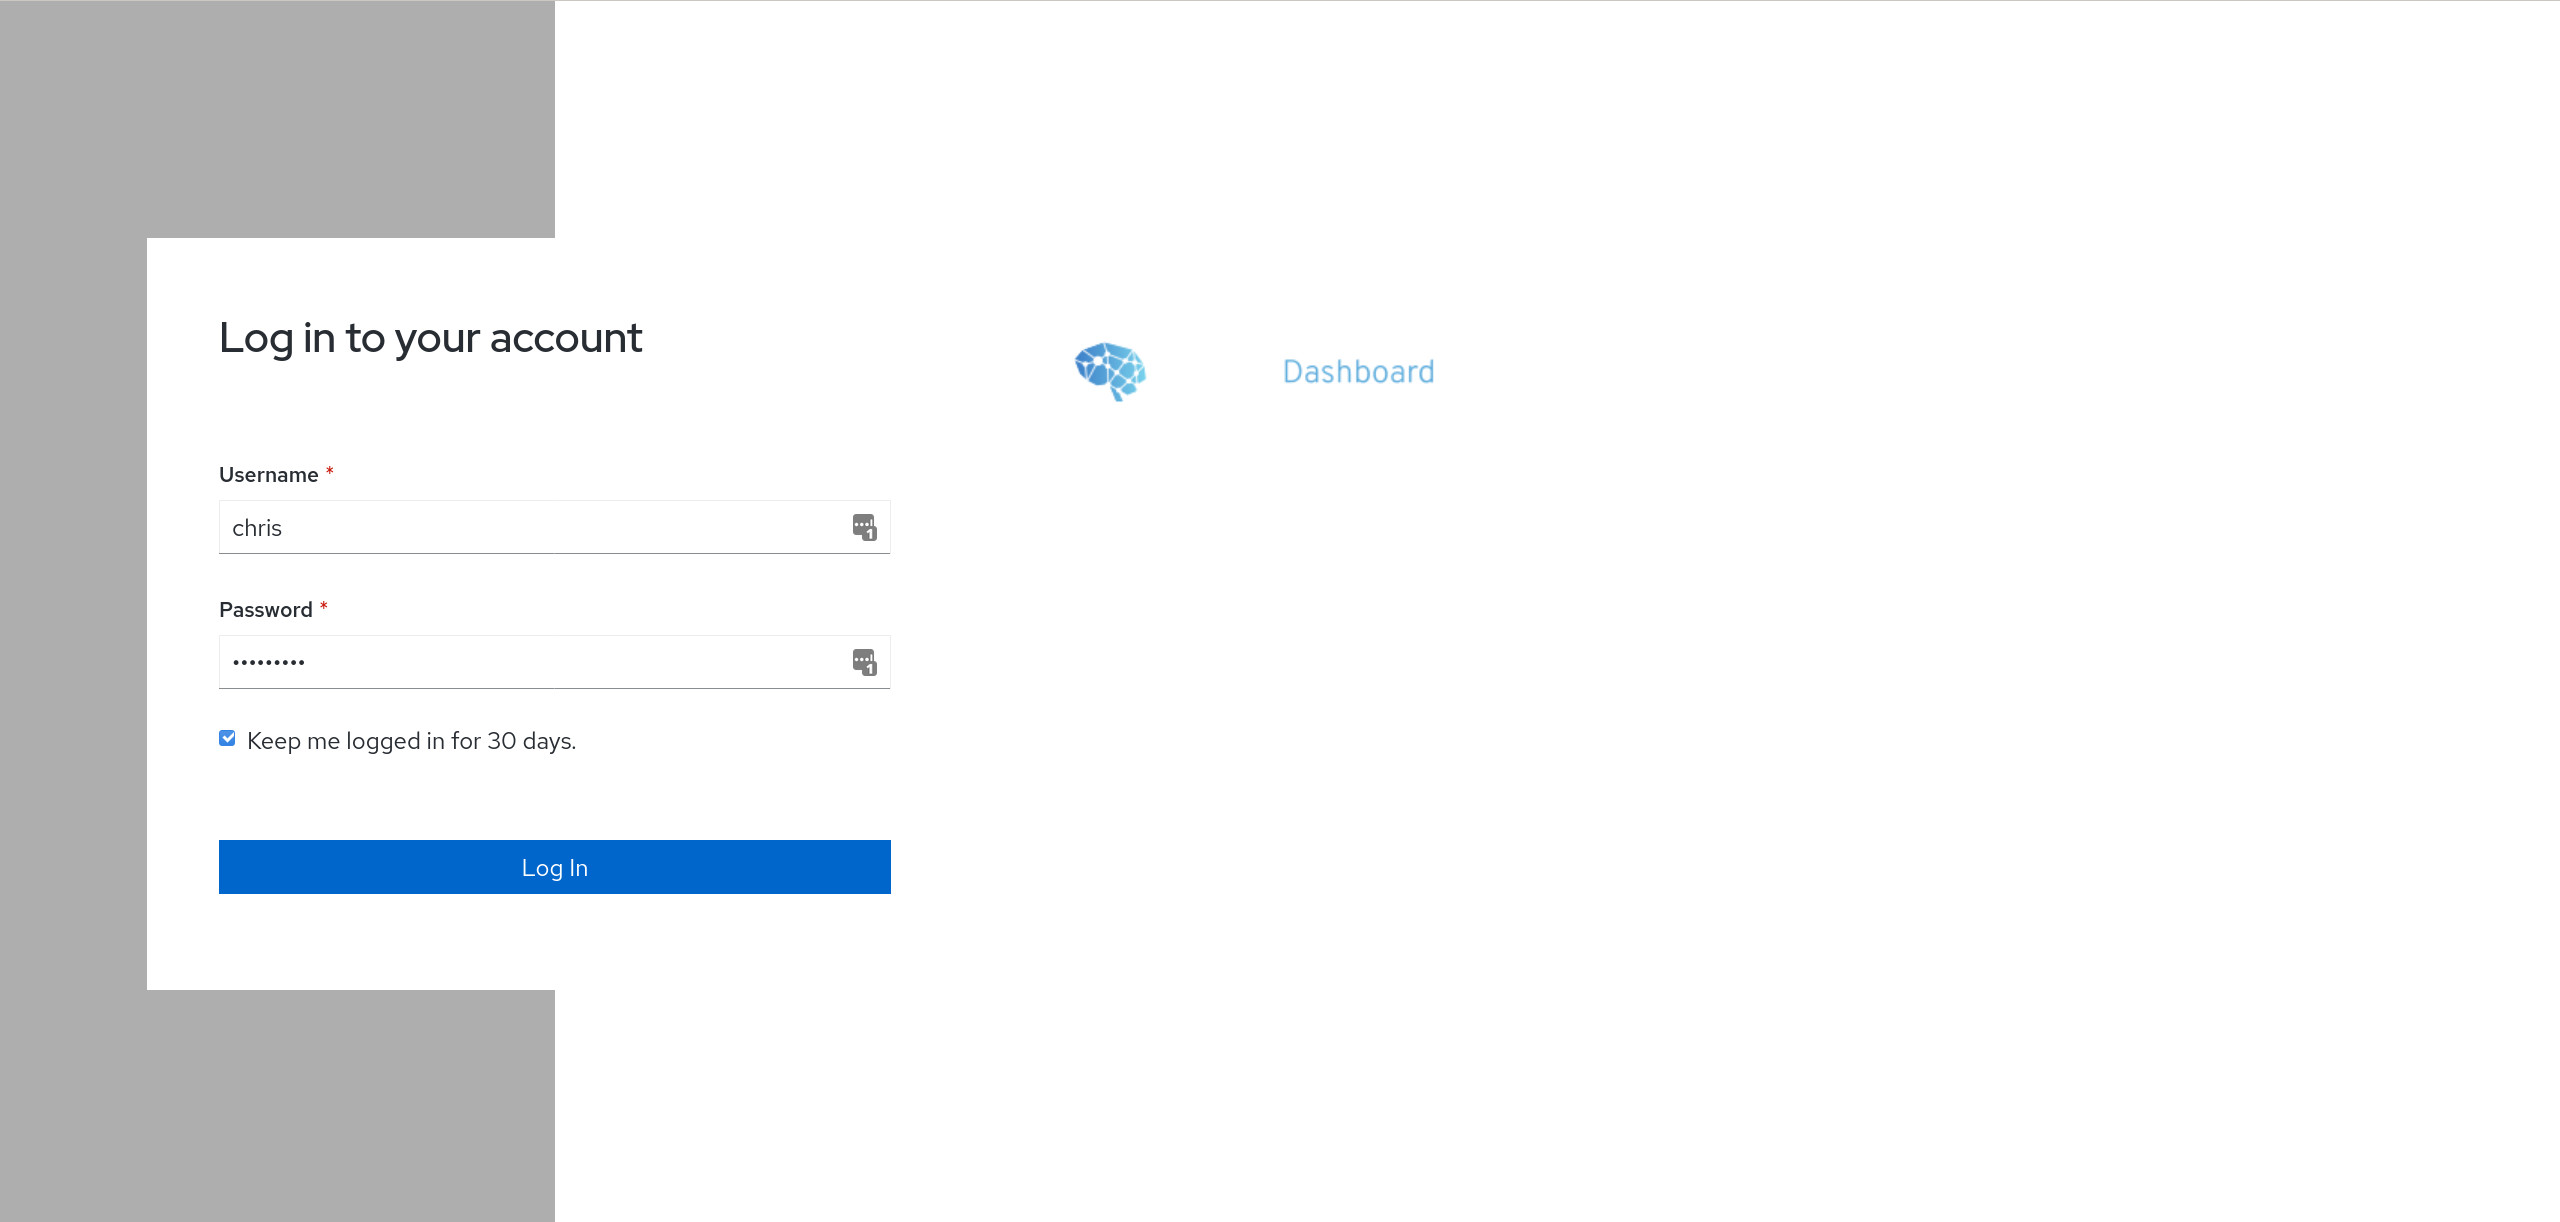 Log in to your account
Dashboard
Username *
chris
Password *
•••••••••
Keep me logged in for 30 days.
Log In